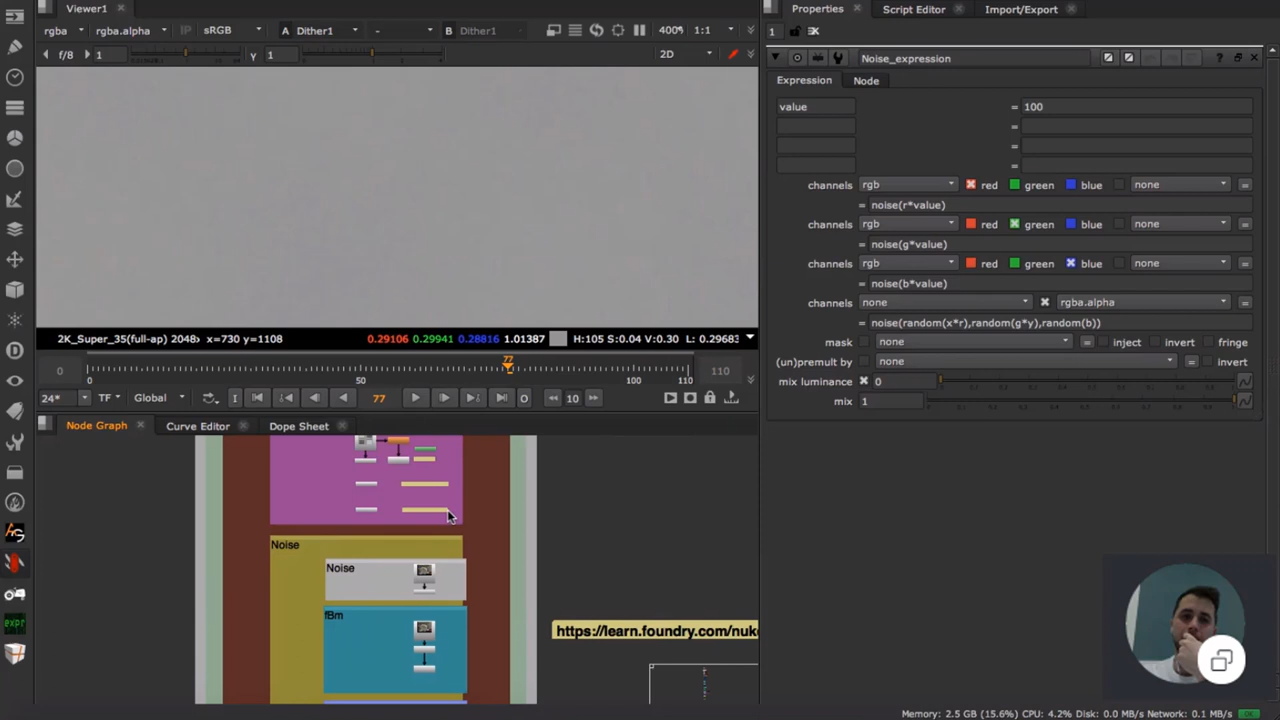 Viewer1
Properties
Script Editor
Import/Export
rgba
rgba.alpha
IP
sRGB
A
Dither1
-
B
Dither1
400%
1:1
1
f/8
1
Y
1
2D
Noise_expression
?
Expression
Node
value
=
100
=
=
=
channels
rgb
red
green
blue
none
=
= noise(r*value)
channels
rgb
red
green
blue
none
=
= noise(g*value)
channels
rgb
red
green
blue
none
=
= noise(b*value)
channels
none
rgba.alpha
=
= noise(random(x*r),random(g*y),random(b))
mask
none
=
inject
invert
fringe
(un)premult by
none
=
invert
mix luminance
0
mix
1
2K_Super_35(full-ap) 2048x
x=730 y=1108
0.29106
0.29941
0.28816
1.01387
H:105 S:0.04 V:0.30
L: 0.29683
77
0
0
50
100
110
110
24*
TF
Global
I
77
O
10
Node Graph
Curve Editor
Dope Sheet
Noise
Noise
fBm
https://learn.foundry.com/nuke
expr
Memory: 2.5 GB (15.6%) CPU: 4.2% Disk: 0.0 MB/s Network: 0.1 MB/s